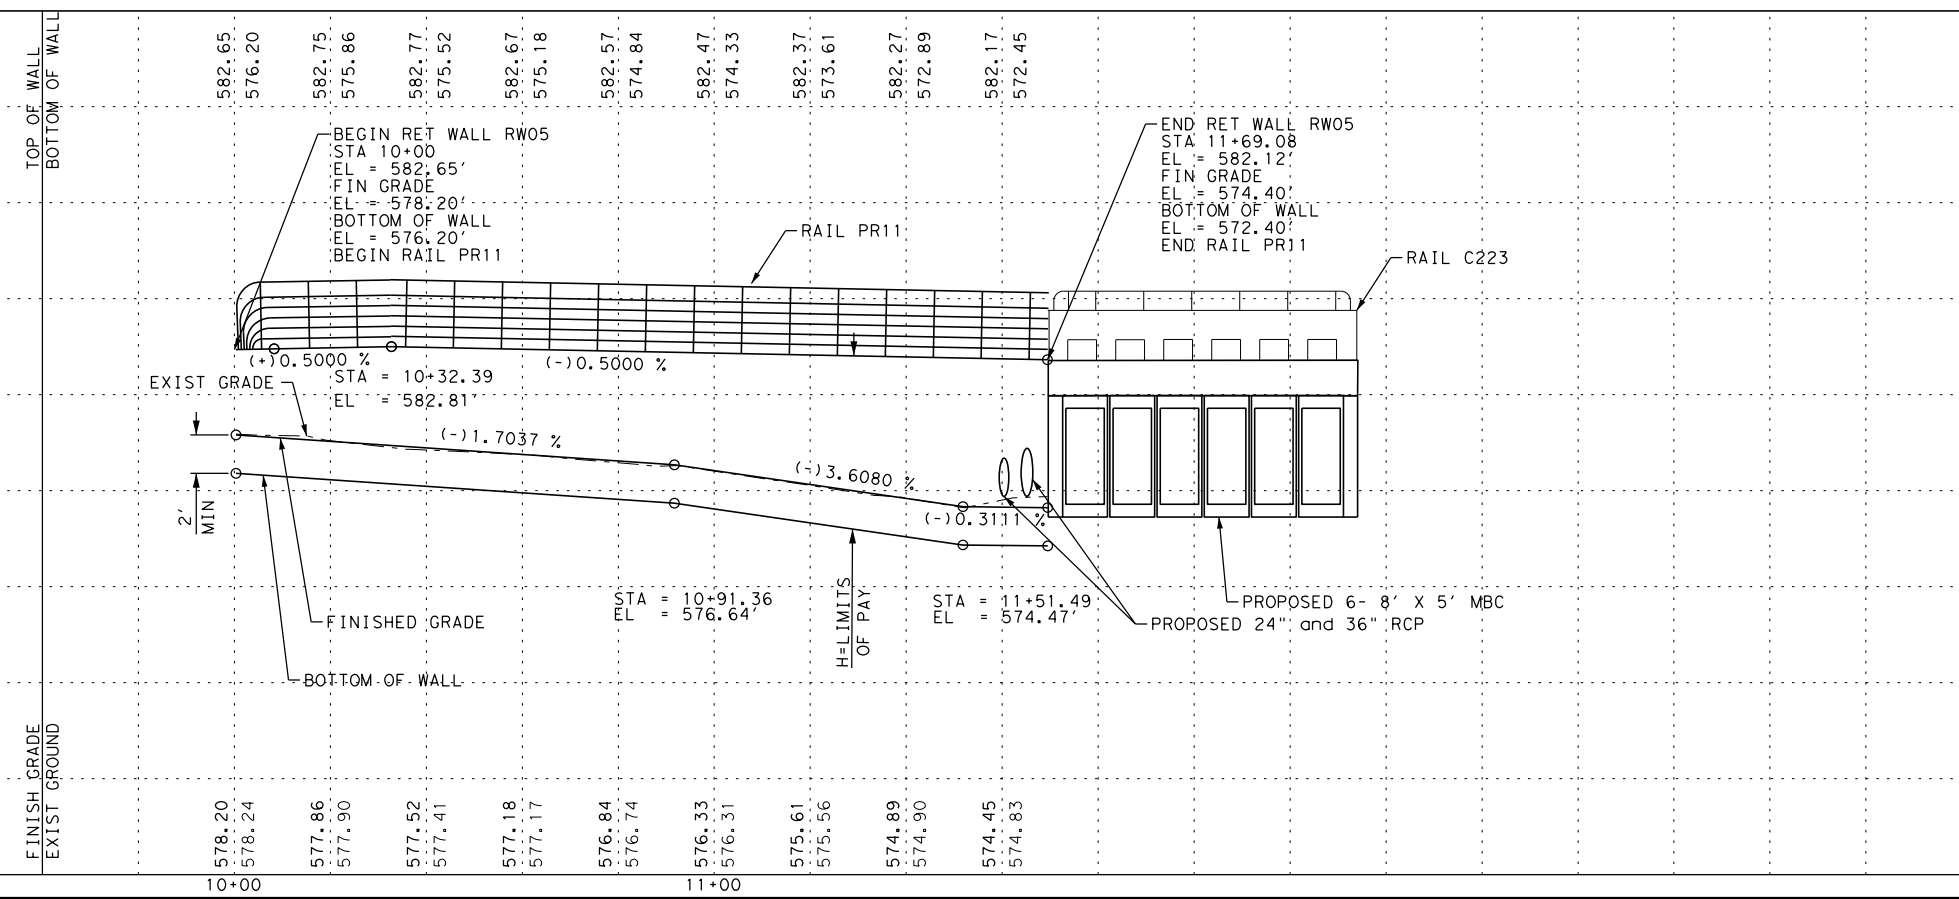 TOP OF WALL
BOTTOM OF WALL
582.65
576.20
582.75
575.86
582.77
575.52
582.67
575.18
582.57
574.84
582.47
574.33
582.37
573.61
582.27
572.89
582.17
572.45
BEGIN RET WALL RW05
STA 10+00
EL = 582.65'
FIN GRADE
EL = 578.20'
BOTTOM OF WALL
EL = 576.20'
BEGIN RAIL PR11
END RET WALL RW05
STA 11+69.08
EL = 582.12'
FIN GRADE
EL = 574.40'
BOTTOM OF WALL
EL = 572.40'
END RAIL PR11
RAIL PR11
RAIL C223
(+)0.5000 %
(-)0.5000 %
STA = 10+32.39
EL = 582.81'
EXIST GRADE
(-)1.7037 %
(-)3.6080 %
(-)0.3111 %
2'
MIN
STA = 10+91.36
EL = 576.64'
H=LIMITS
OF PAY
STA = 11+51.49
EL = 574.47'
PROPOSED 6- 8' X 5' MBC
PROPOSED 24" and 36" RCP
FINISHED GRADE
BOTTOM OF WALL
FINISH GRADE
EXIST GROUND
578.20
578.24
577.86
577.90
577.52
577.41
577.18
577.17
576.84
576.74
576.33
576.31
575.61
575.56
574.89
574.90
574.45
574.83
10+00
11+00